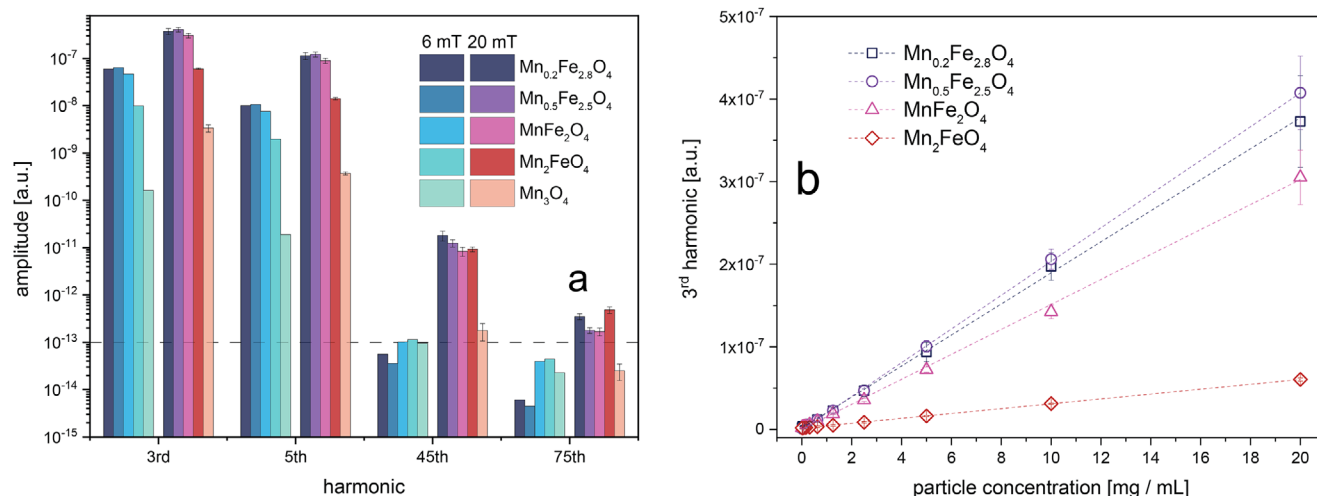 10⁻⁷
10⁻⁸
10⁻⁹
10⁻¹⁰
10⁻¹¹
10⁻¹²
10⁻¹³
10⁻¹⁴
10⁻¹⁵
amplitude [a.u.]
6 mT 20 mT
Mn₀.₂Fe₂.₈O₄
Mn₀.₅Fe₂.₅O₄
MnFe₂O₄
Mn₂FeO₄
Mn₃O₄
a
3rd 5th 45th 75th
harmonic
5x10⁻⁷
4x10⁻⁷
3x10⁻⁷
2x10⁻⁷
1x10⁻⁷
0
3ʳᵈ harmonic [a.u.]
Mn₀.₂Fe₂.₈O₄
Mn₀.₅Fe₂.₅O₄
MnFe₂O₄
Mn₂FeO₄
b
0 2 4 6 8 10 12 14 16 18 20
particle concentration [mg / mL]